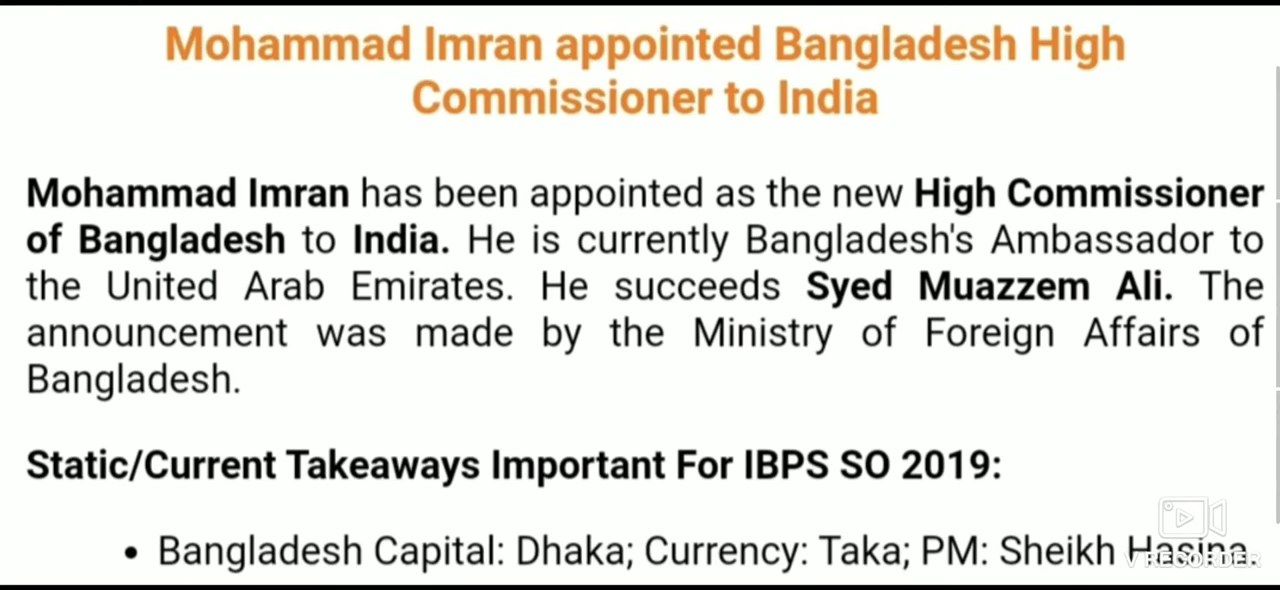 Mohammad Imran appointed Bangladesh High
Commissioner to India
Mohammad Imran has been appointed as the new High Commissioner
of Bangladesh to India. He is currently Bangladesh's Ambassador to
the United Arab Emirates. He succeeds Syed Muazzem Ali. The
announcement was made by the Ministry of Foreign Affairs of
Bangladesh.
Static/Current Takeaways Important For IBPS SO 2019:
• Bangladesh Capital: Dhaka; Currency: Taka; PM: Sheikh Hasina.
V RECORDER